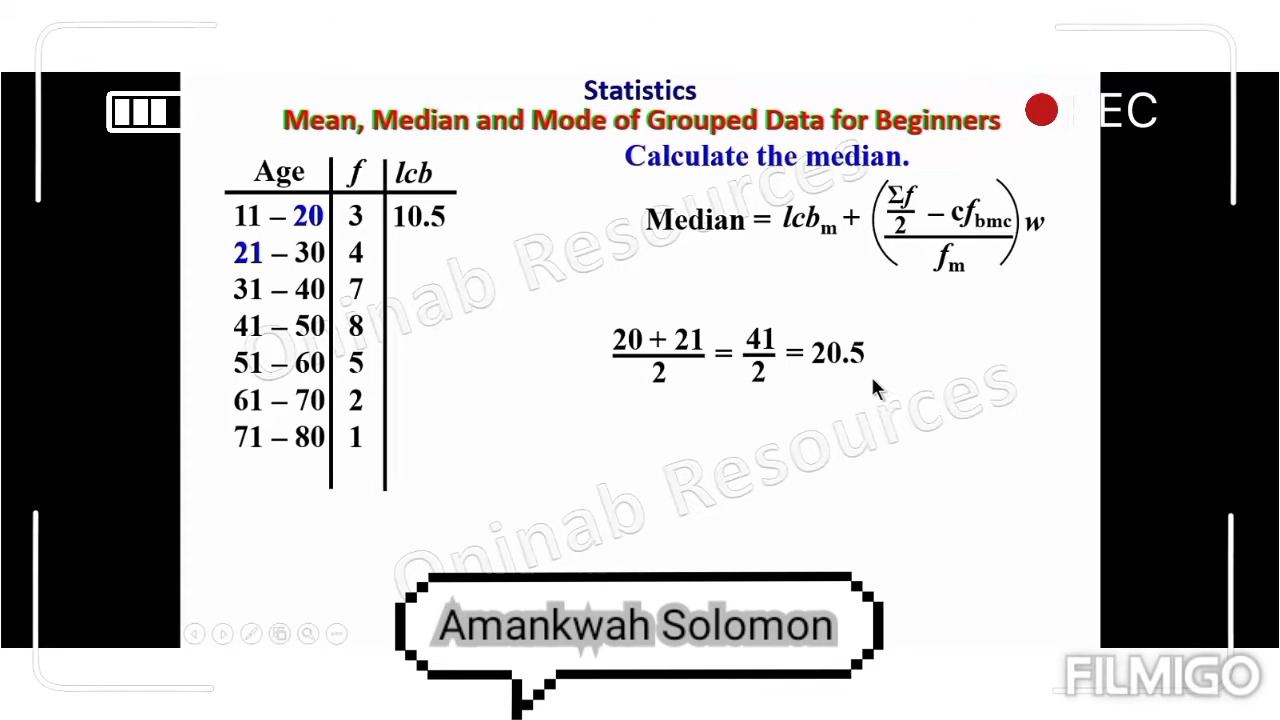 Statistics
Mean, Median and Mode of Grouped Data for Beginners
REC
Calculate the median.
Age f lcb
11 – 20 3 10.5
21 – 30 4
31 – 40 7
41 – 50 8
51 – 60 5
61 – 70 2
71 – 80 1
Median = lcbₘ + ( (Σf/2 – cf_bmc) / fₘ ) w
(20 + 21)/2 = 41/2 = 20.5
Oninab Resources
Oninab Resources
Amankwah Solomon
FILMIGO